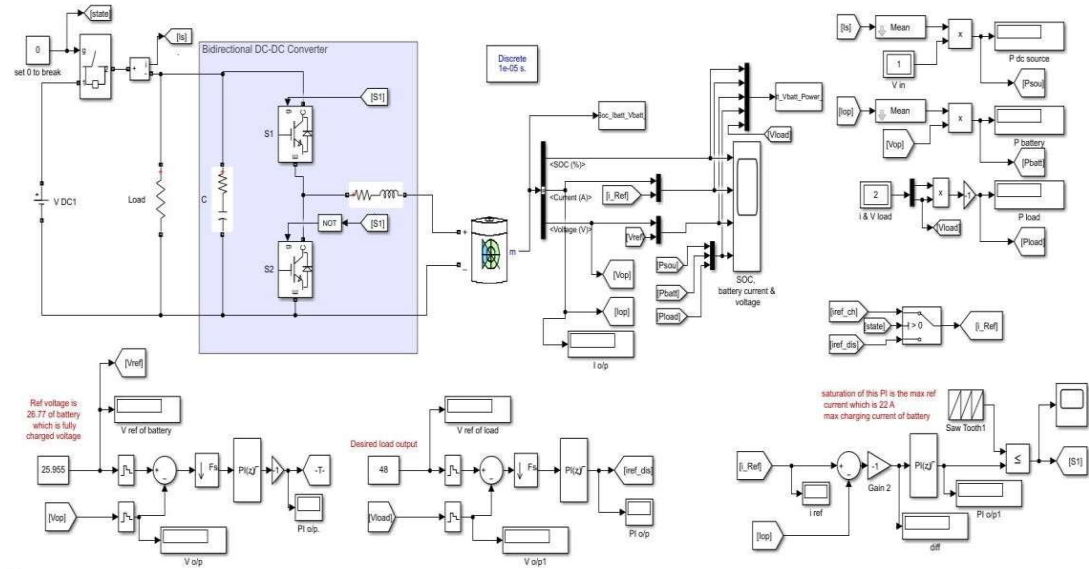 [state]
[Is]
0
g
1
2
set 0 to break
+
-
i
V DC1
Load
Bidirectional DC-DC Converter
C
S1
g
C
E
[S1]
NOT
[S1]
S2
g
C
E
+
m
Discrete
1e-05 s.
Soc_Ibatt_Vbatt_
tt_Vbatt_Power_
<SOC (%)>
<Current (A)>
<Voltage (V)>
[i_Ref]
[Vref]
[Vload]
[Psou]
[Pbatt]
[Pload]
[Vop]
[Iop]
I o/p
SOC,
battery current &
voltage
[Is]
Mean
x
1
V in
P dc source
[Psou]
[Iop]
Mean
x
[Vop]
P battery
[Pbatt]
2
i & V load
x
-1
[Vload]
P load
[Pload]
[iref_ch]
[state]
> 0
[iref_dis]
[i_Ref]
[Vref]
Ref voltage is
26.77 of battery
which is fully
charged voltage
V ref of battery
25.955
Fs
PI(z)
-1
-T-
[Vop]
V o/p
PI o/p.
V ref of load
Desired load output
48
Fs
PI(z)
[iref_dis]
[Vload]
V o/p1
PI o/p
saturation of this PI is the max ref
current which is 22 A
max charging current of battery
Saw Tooth1
≤
[S1]
[i_Ref]
i ref
-1
Gain 2
PI(z)
PI o/p1
[Iop]
diff